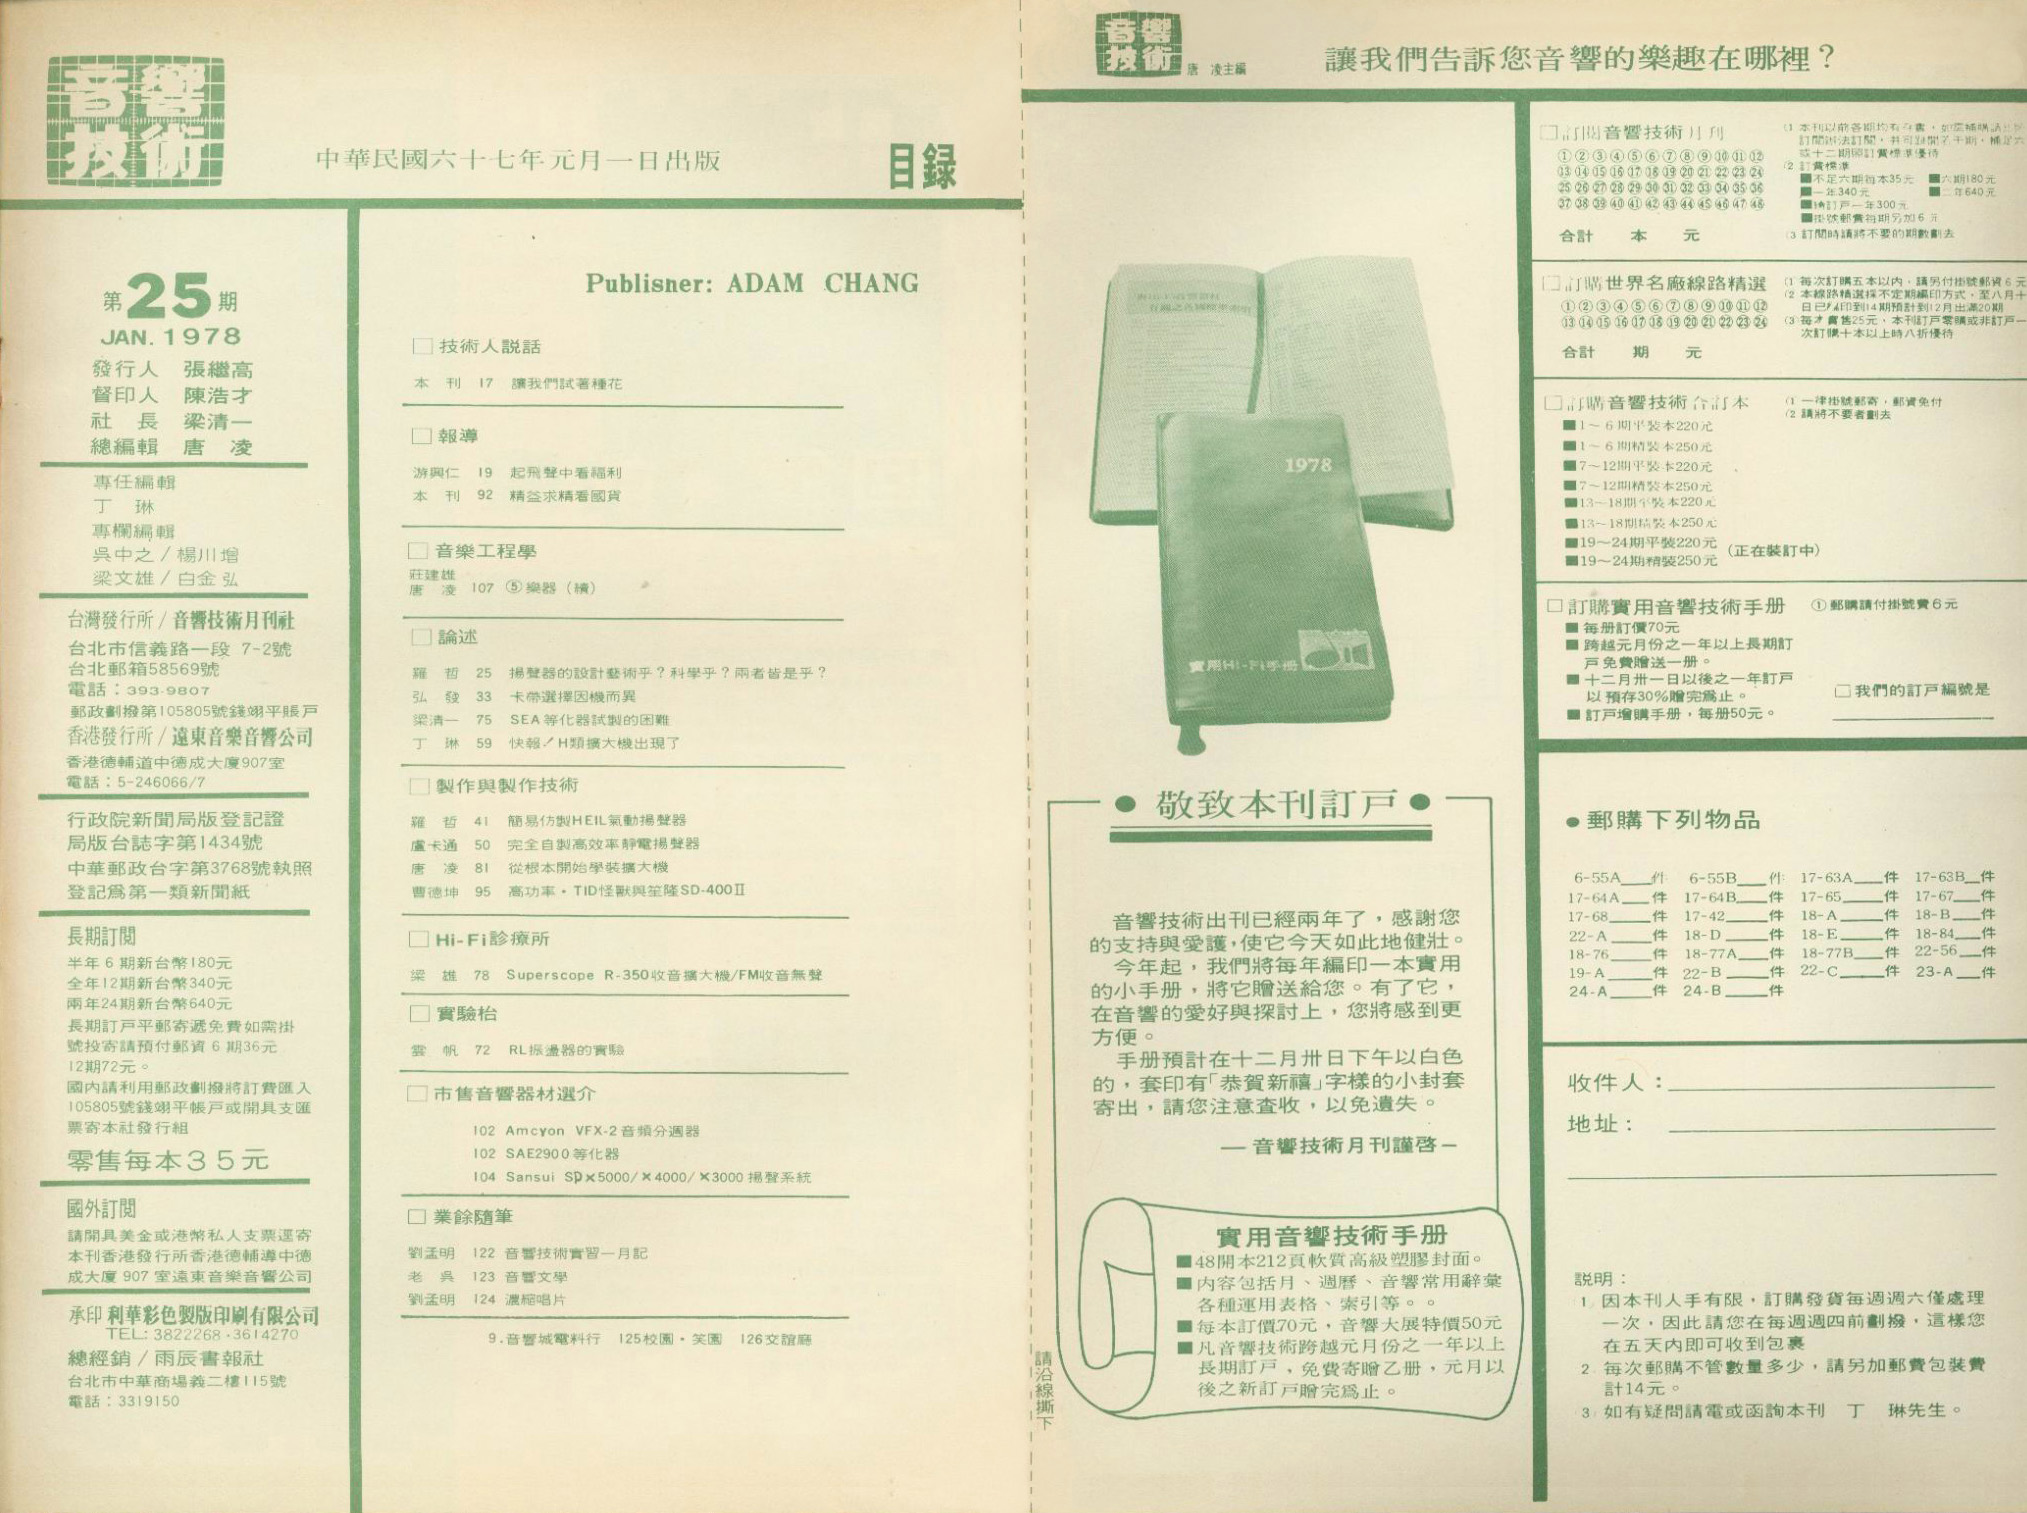 音響
技術
中華民國六十七年元月一日出版
目錄
第25期
JAN. 1978
發行人　張繼高
督印人　陳浩才
社　長　梁清一
總編輯　唐　凌
專任編輯
丁　琳
專欄編輯
吳中之／楊川增
梁文雄／白金弘
台灣發行所／音響技術月刊社
台北市信義路一段 7-2號
台北郵箱58569號
電話：393-9807
郵政劃撥第105805號錢翊平賬戶
香港發行所／遠東音樂音響公司
香港德輔道中德成大廈907室
電話：5-246066/7
行政院新聞局版登記證
局版台誌字第1434號
中華郵政台字第3768號執照
登記爲第一類新聞紙
長期訂閱
半年 6 期新台幣180元
全年12期新台幣340元
兩年24期新台幣640元
長期訂戶平郵寄遞免費如需掛
號投寄請預付郵資 6 期36元
12期72元。
國內請利用郵政劃撥將訂費匯入
105805號錢翊平帳戶或開具支匯
票寄本社發行組
零售每本３５元
國外訂閱
請開具美金或港幣私人支票逕寄
本刊香港發行所香港德輔導中德
成大廈 907 室遠東音樂音響公司
承印 利華彩色製版印刷有限公司
TEL: 3822268·3614270
總經銷／雨辰書報社
台北市中華商場義二樓115號
電話：3319150
Publisner: ADAM CHANG
□ 技術人說話
本　刊　17　讓我們試著種花
□ 報導
游興仁　19　起飛聲中看福利
本　刊　92　精益求精看國貨
□ 音樂工程學
莊建雄
唐　凌　107　⑤樂器（續）
□ 論述
羅　哲　25　揚聲器的設計藝術乎？科學乎？兩者皆是乎？
弘　發　33　卡帶選擇因機而異
梁清一　75　SEA 等化器試製的困難
丁　琳　59　快報！H類擴大機出現了
□ 製作與製作技術
羅　哲　41　簡易仿製HEIL氣動揚聲器
盧卡通　50　完全自製高效率靜電揚聲器
唐　凌　81　從根本開始學裝擴大機
曹德坤　95　高功率・TID怪獸與笙隆SD-400Ⅱ
□ Hi-Fi診療所
梁　雄　78　Superscope R-350收音擴大機/FM收音無聲
□ 實驗枱
雲　帆　72　RL振盪器的實驗
□ 市售音響器材選介
102 Amcyon VFX-2 音頻分週器
102 SAE2900 等化器
104 Sansui SPx5000/x4000/x3000 揚聲系統
□ 業餘隨筆
劉孟明　122 音響技術實習一月記
老　吳　123 音響文學
劉孟明　124 濃縮唱片
9.音響城電料行　125校園・笑園　126交誼廳
音響
技術
唐　凌主編
讓我們告訴您音響的樂趣在哪裡？
1978
實用Hi-Fi手冊
● 敬致本刊訂戶 ●
音響技術出刊已經兩年了，感謝您
的支持與愛護，使它今天如此地健壯。
今年起，我們將每年編印一本實用
的小手册，將它贈送給您。有了它，
在音響的愛好與探討上，您將感到更
方便。
手册預計在十二月卅日下午以白色
的，套印有「恭賀新禧」字樣的小封套
寄出，請您注意查收，以免遺失。
— 音響技術月刊謹啓 —
實用音響技術手册
■48開本212頁軟質高級塑膠封面。
■內容包括月、週曆、音響常用辭彙
各種運用表格、索引等。。
■每本訂價70元，音響大展特價50元
■凡音響技術跨越元月份之一年以上
長期訂戶，免費寄贈乙册，元月以
後之新訂戶贈完爲止。
請沿線撕下
□訂閱音響技術月刊
①②③④⑤⑥⑦⑧⑨⑩⑪⑫
⑬⑭⑮⑯⑰⑱⑲⑳㉑㉒㉓㉔
㉕㉖㉗㉘㉙㉚㉛㉜㉝㉞㉟㊱
㊲㊳㊴㊵㊶㊷㊸㊹㊺㊻㊼㊽
合計　本　元
(2 訂費標準
■不足六期每本35元　■六期180元
■一年340元　■二年640元
■續訂戶一年300元
■掛號郵費每期另加6 元
(3 訂閱時請將不要的期數劃去
□訂購世界名廠線路精選
①②③④⑤⑥⑦⑧⑨⑩⑪⑫
⑬⑭⑮⑯⑰⑱⑲⑳㉑㉒㉓㉔
合計　期　元
(1 每次訂購五本以內，請另付掛號郵資 6 元
(2 本線路精選採不定期編印方式，至八月十
日已 印到14期預計到12月出滿20期
(3 每 賣售25元，本刊訂戶零購或非訂戶一
次訂購十本以上時八折優待
□訂購音響技術合訂本
■1～6 期平裝本220元
■1～6 期精裝本250元
■7～12期平裝本220元
■7～12期精裝本250元
■13～18期平裝本220元
■13～18期精裝本250元
■19～24期平裝220元
■19～24期精裝250元
(正在裝訂中)
(1 一律掛號郵寄，郵資免付
(2 請將不要者劃去
□訂購實用音響技術手册
■每册訂價70元
■跨越元月份之一年以上長期訂
戶免費贈送一册。
■十二月卅一日以後之一年訂戶
以預存30%贈完爲止。
■訂戶增購手册，每册50元。
① 郵購請付掛號費 6 元
□我們的訂戶編號是
●郵購下列物品
6-55A___件　6-55B___件　17-63A___件　17-63B__件
17-64A___件　17-64B___件　17-65____件　17-67___件
17-68____件　17-42____件　18-A____件　18-B___件
22-A____件　18-D____件　18-E____件　18-84___件
18-76____件　18-77A___件　18-77B___件　22-56___件
19-A____件　22-B____件　22-C____件　23-A__件
24-A____件　24-B____件
收件人：
地址：
說明：
1. 因本刊人手有限，訂購發貨每週週六僅處理
一次，因此請您在每週週四前劃撥，這樣您
在五天內即可收到包裹
2. 每次郵購不管數量多少，請另加郵費包裝費
計14元。
3. 如有疑問請電或函詢本刊　丁　琳先生。